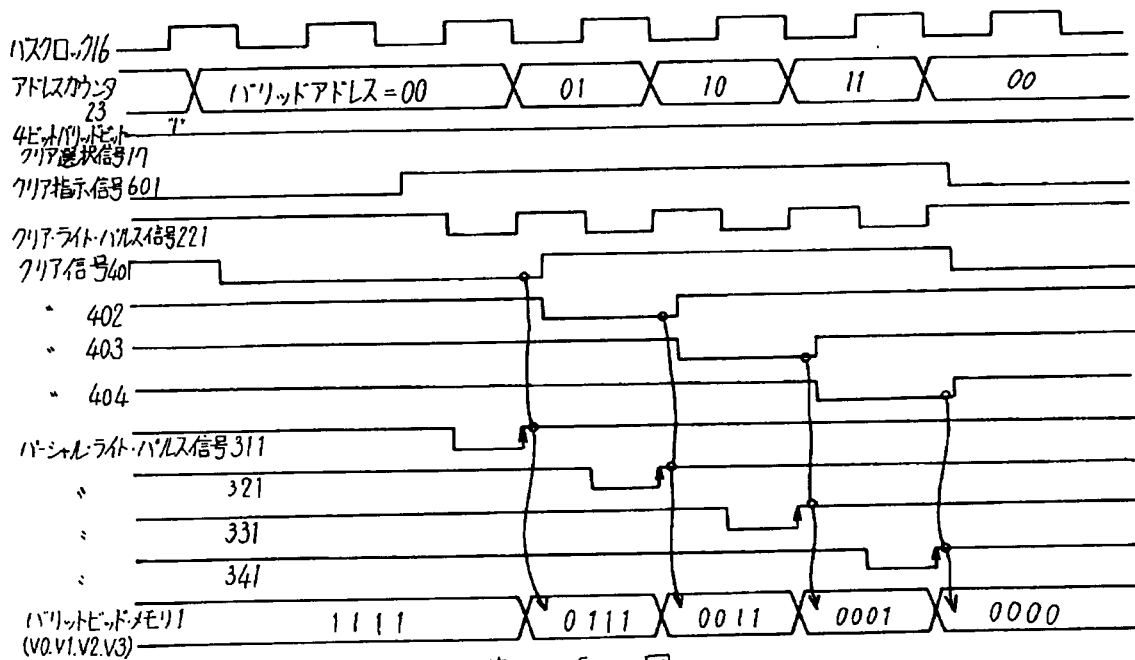 バスクロック16
アドレスカウンタ
23
バリッドアドレス=00
01
10
11
00
4ビットバリッドビット
クリア選択信号17
"1"
クリア指示信号601
クリア・ライト・パルス信号221
クリア信号401
〃 402
〃 403
〃 404
パーシャル・ライト・パルス信号311
〃 321
〃 331
〃 341
バリットビッド・メモリ1
(V0.V1.V2.V3)
1111
0111
0011
0001
0000